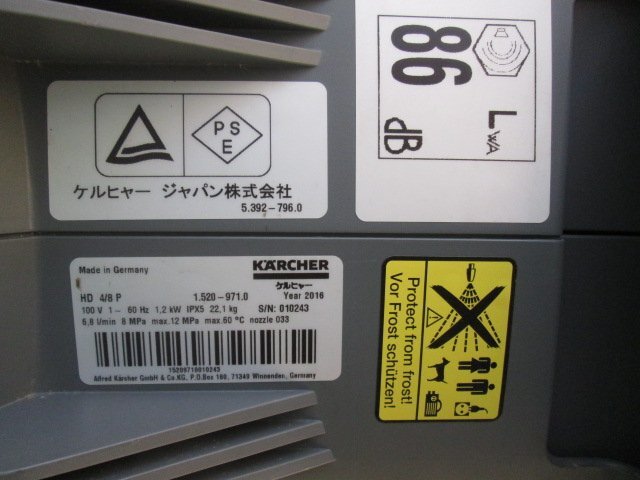 PS
E
ケルヒャー ジャパン株式会社
5.392-796.0
86
LWA
dB
Made in Germany
KÄRCHER
ケルヒャー
HD 4/8 P 1.520-971.0 Year 2016
100 V 1~ 60 Hz 1,2 kW IPX5 22,1 kg S/N: 010243
6,8 l/min 8 MPa max.12 MPa max.60 °C nozzle 033
15209710010243
Alfred Kärcher GmbH & Co.KG, P.O.Box 160, 71349 Winnenden, Germany
Protect from frost!
Vor Frost schützen!